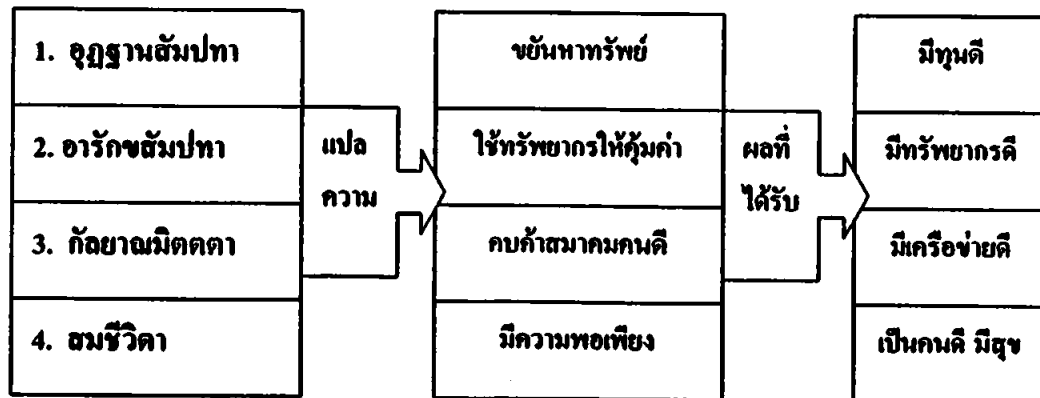 1. อุฏฐานสัมปทา
2. อารักขสัมปทา
3. กัลยาณมิตตตา
4. สมชีวิตา
แปล
ความ
ขยันหาทรัพย์
ใช้ทรัพยากรให้คุ้มค่า
คบค้าสมาคมคนดี
มีความพอเพียง
ผลที่
ได้รับ
มีทุนดี
มีทรัพยากรดี
มีเครือข่ายดี
เป็นคนดี มีสุข